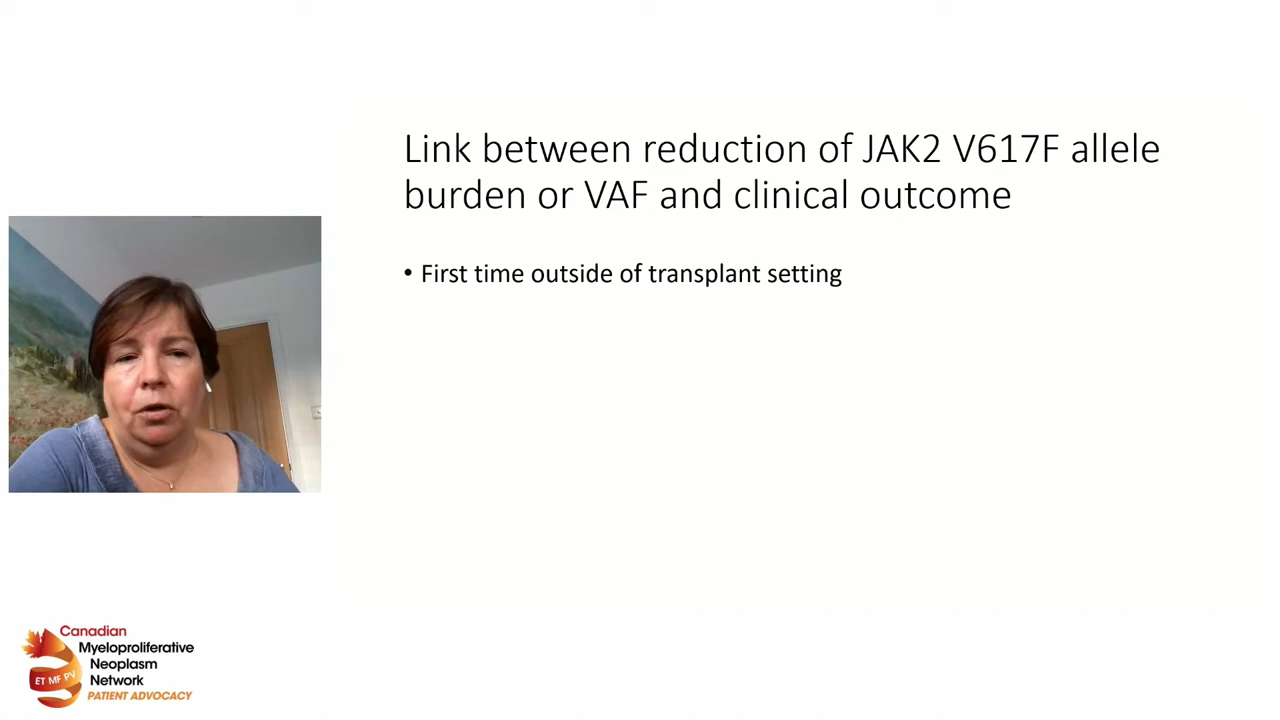 Link between reduction of JAK2 V617F allele
burden or VAF and clinical outcome
• First time outside of transplant setting
Canadian
Myeloproliferative
Neoplasm
Network
PATIENT ADVOCACY
ET MF PV